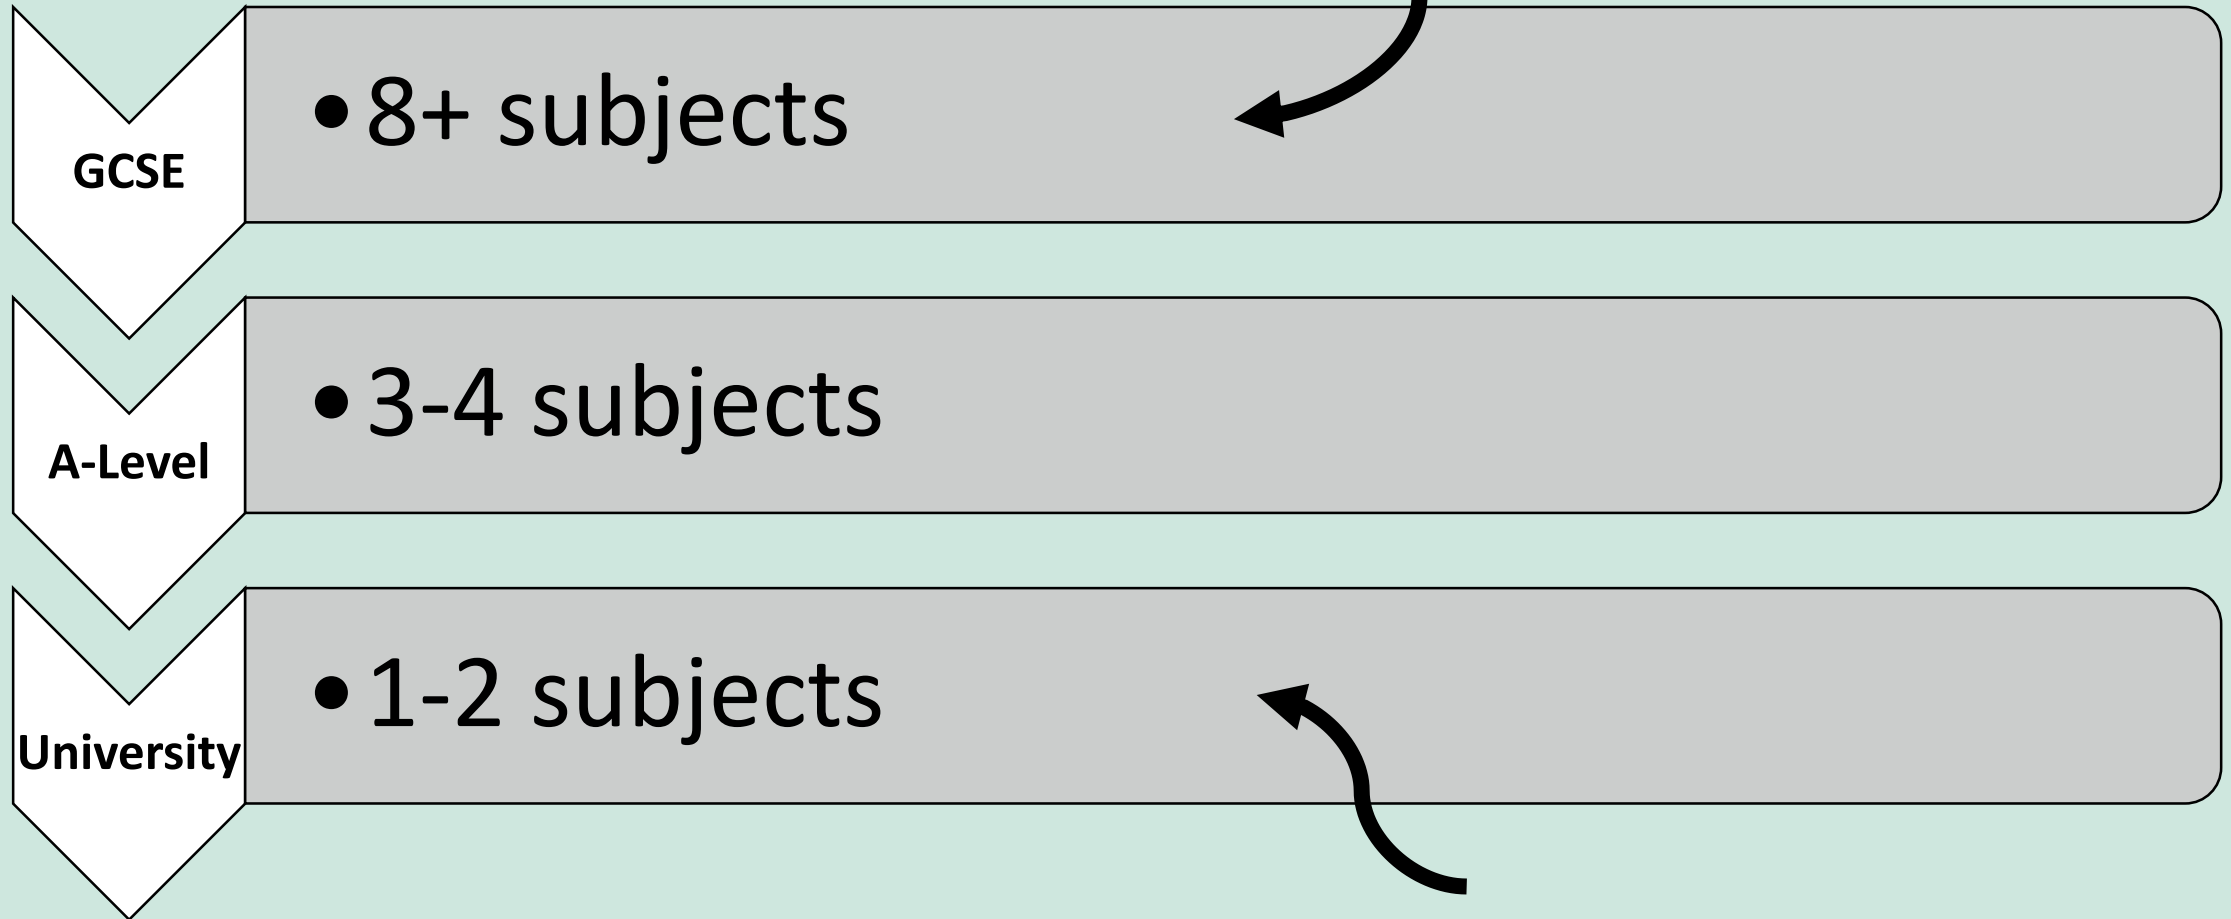 GCSE
• 8+ subjects
A-Level
• 3-4 subjects
University
• 1-2 subjects